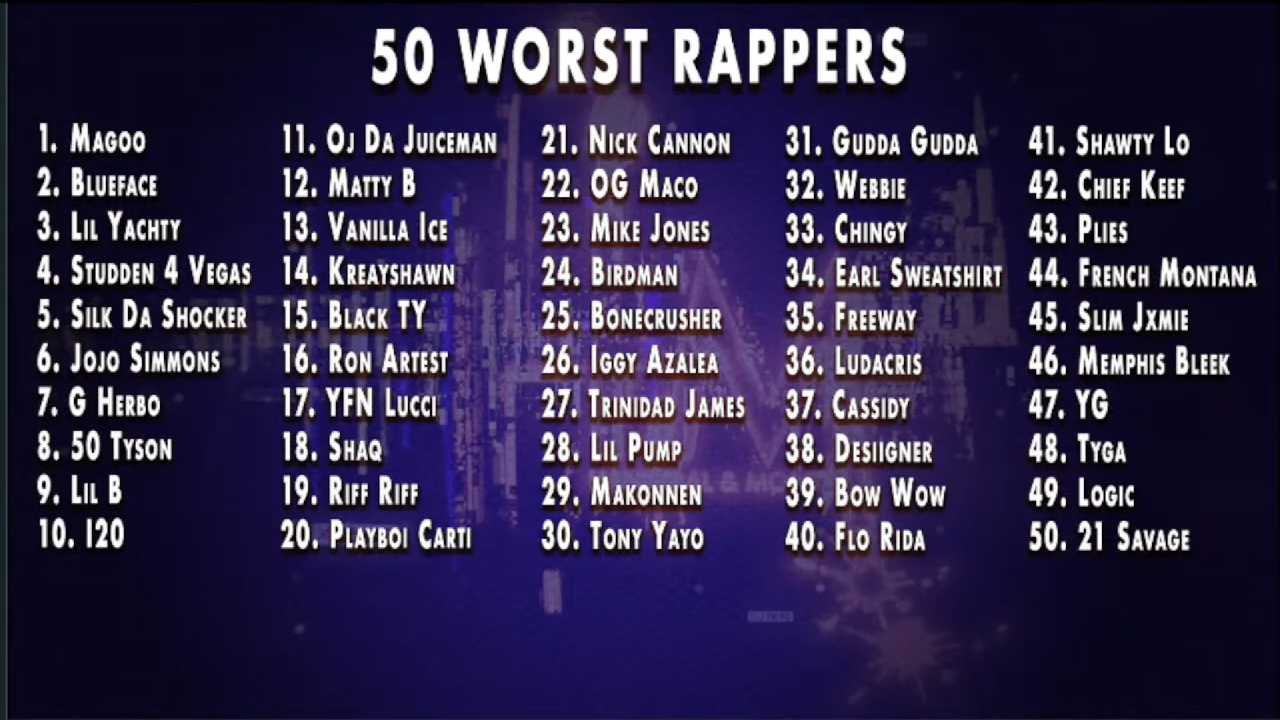 50 WORST RAPPERS
1. MAGOO
2. BLUEFACE
3. LIL YACHTY
4. STUDDEN 4 VEGAS
5. SILK DA SHOCKER
6. JOJO SIMMONS
7. G HERBO
8. 50 TYSON
9. LIL B
10. I20
11. OJ DA JUICEMAN
12. MATTY B
13. VANILLA ICE
14. KREAYSHAWN
15. BLACK TY
16. RON ARTEST
17. YFN LUCCI
18. SHAQ
19. RIFF RIFF
20. PLAYBOI CARTI
21. NICK CANNON
22. OG MACO
23. MIKE JONES
24. BIRDMAN
25. BONECRUSHER
26. IGGY AZALEA
27. TRINIDAD JAMES
28. LIL PUMP
29. MAKONNEN
30. TONY YAYO
31. GUDDA GUDDA
32. WEBBIE
33. CHINGY
34. EARL SWEATSHIRT
35. FREEWAY
36. LUDACRIS
37. CASSIDY
38. DESIIGNER
39. BOW WOW
40. FLO RIDA
41. SHAWTY LO
42. CHIEF KEEF
43. PLIES
44. FRENCH MONTANA
45. SLIM JXMIE
46. MEMPHIS BLEEK
47. YG
48. TYGA
49. LOGIC
50. 21 SAVAGE